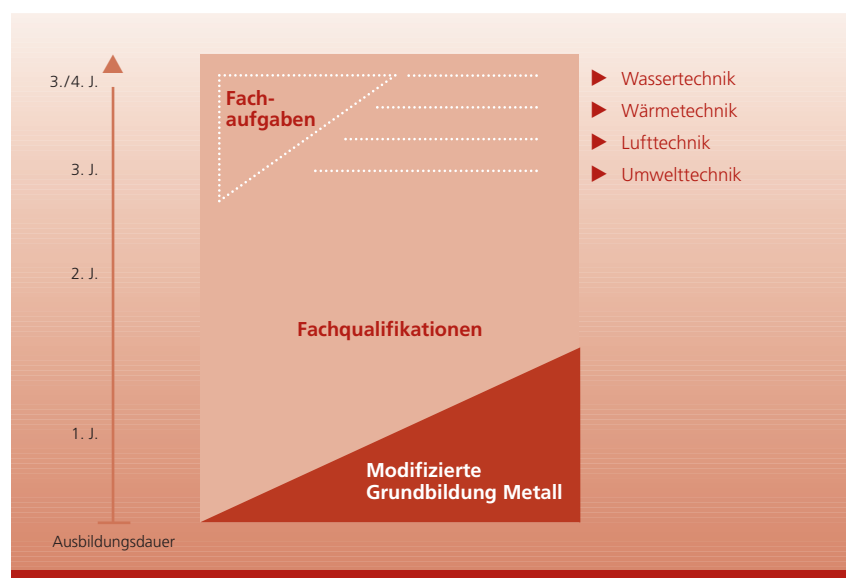 3./4. J.
3. J.
2. J.
1. J.
Ausbildungsdauer
Fach-
aufgaben
Fachqualifikationen
Modifizierte
Grundbildung Metall
Wassertechnik
Wärmetechnik
Lufttechnik
Umwelttechnik